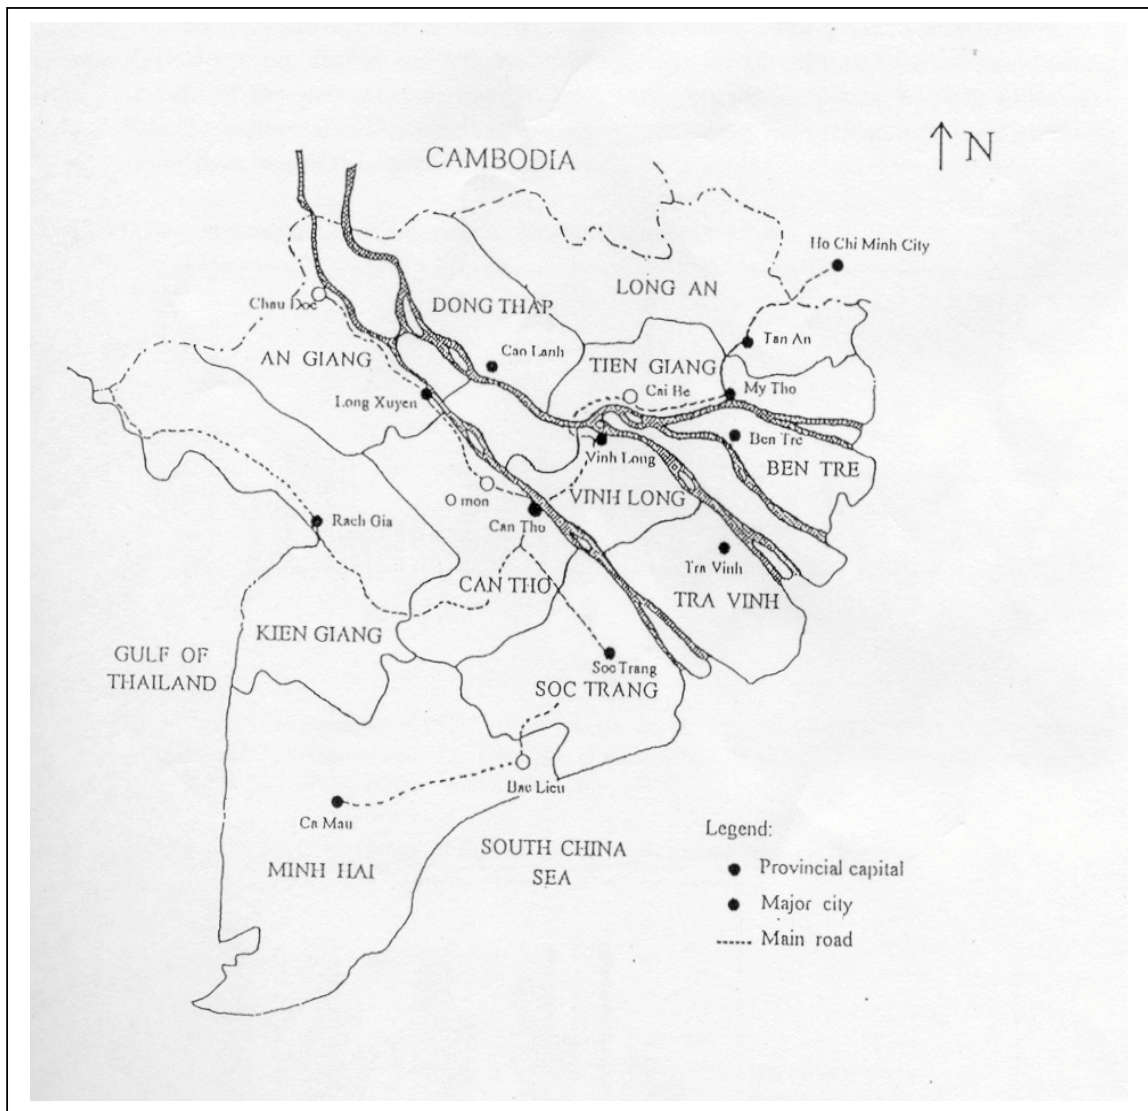 CAMBODIA
N
Ho Chi Minh City
LONG AN
Chau Doc
DONG THAP
Tan An
AN GIANG
Cao Lanh
TIEN GIANG
Cai Be
My Tho
Long Xuyen
Ben Tre
Vinh Long
BEN TRE
O mon
VINH LONG
Rach Gia
Can Tho
Tra Vinh
CAN THO
TRA VINH
KIEN GIANG
GULF OF
THAILAND
Soc Trang
SOC TRANG
Bac Lieu
Ca Mau
SOUTH CHINA
SEA
MINH HAI
Legend:
Provincial capital
Major city
Main road